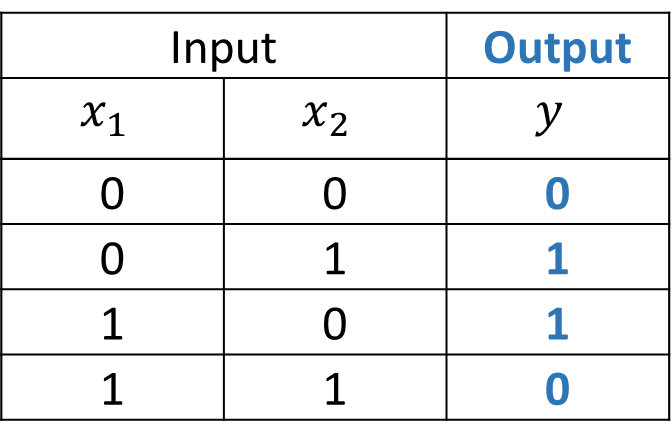 Input Output
x₁ x₂ y
0 0 0
0 1 1
1 0 1
1 1 0